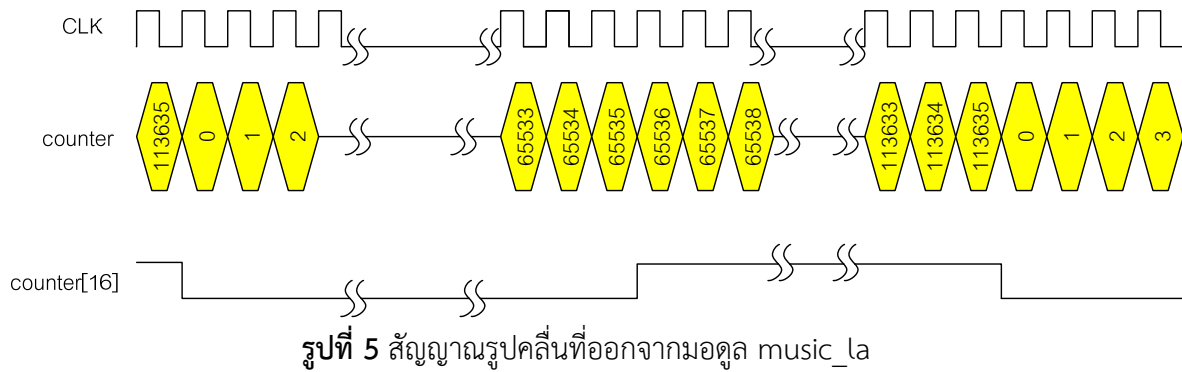 CLK
counter
113635 0 1 2 65533 65534 65535 65536 65537 65538 113633 113634 113635 0 1 2 3
counter[16]
รูปที่ 5 สัญญาณรูปคลื่นที่ออกจากมอดูล music_la